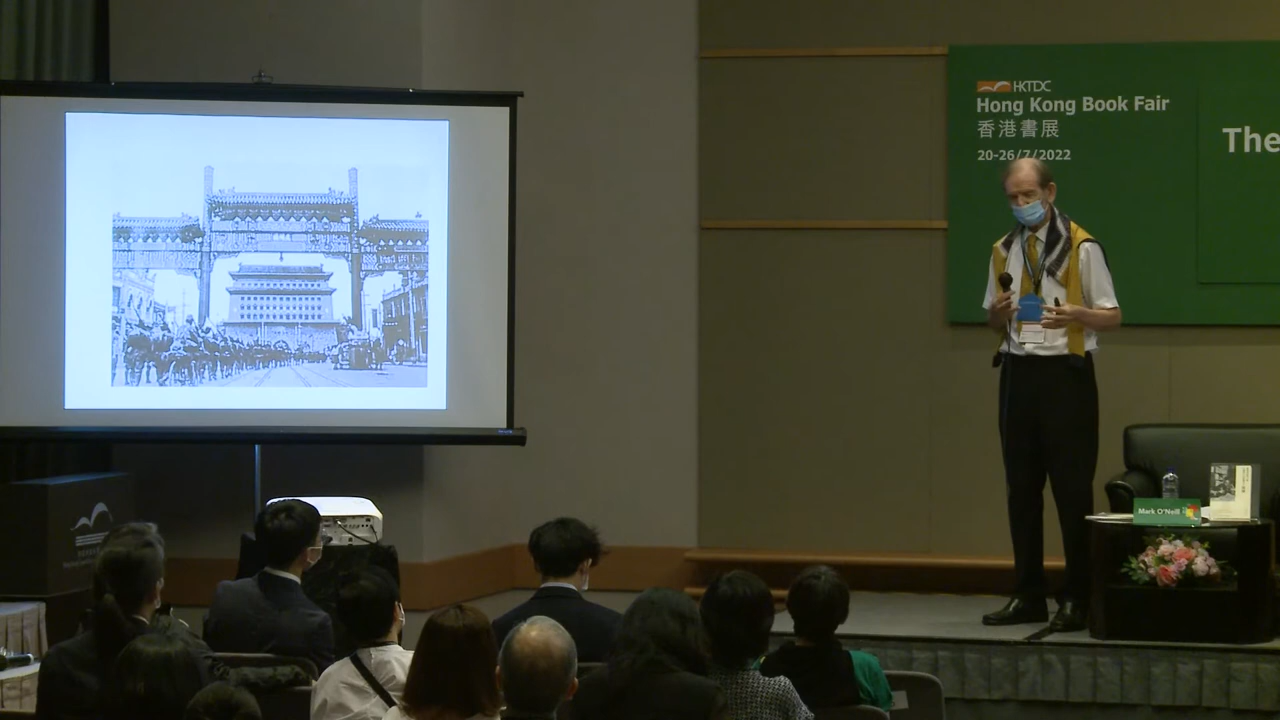 HKTDC
Hong Kong Book Fair
香港書展
20-26/7/2022
The
Mark O'Neill